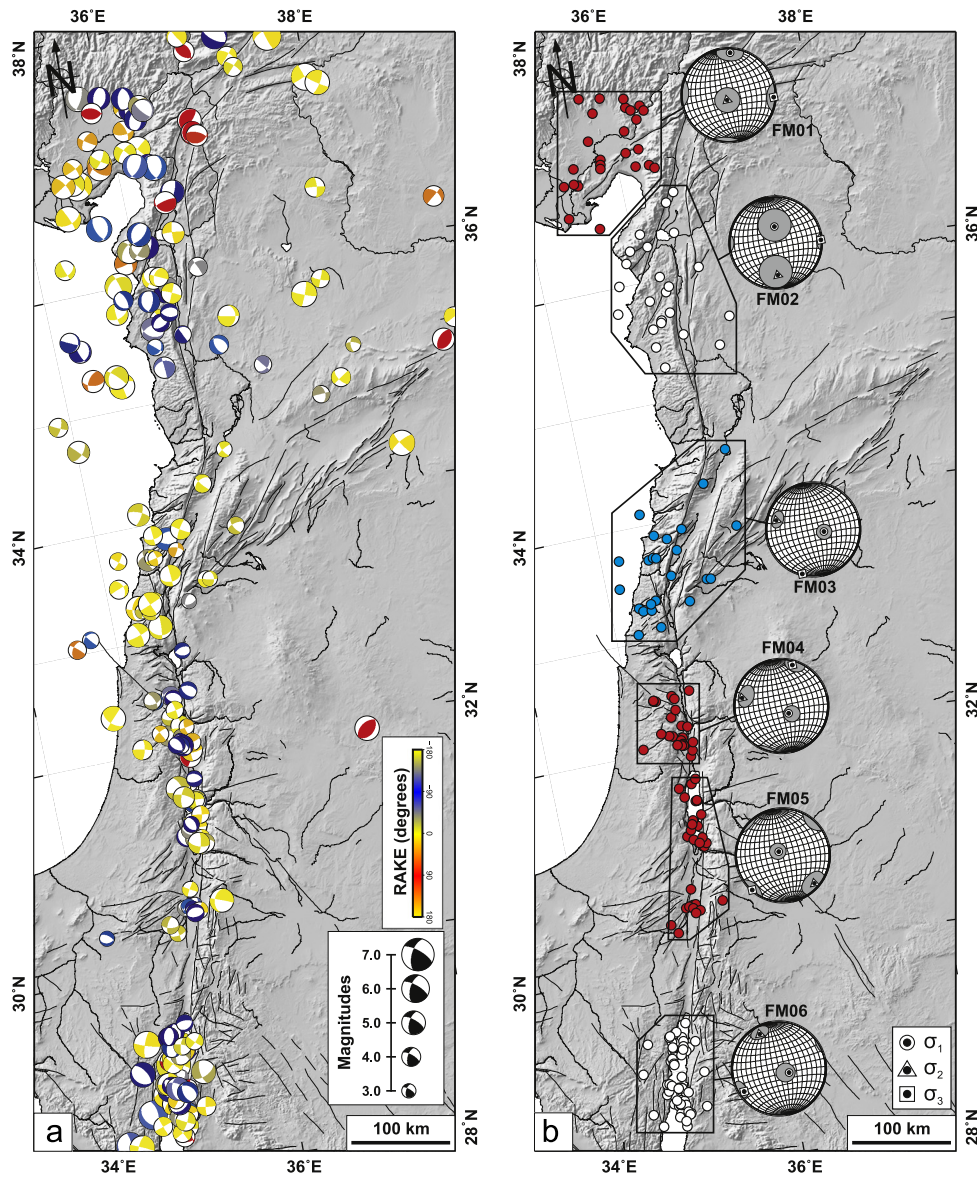 36˚E
38˚E
36˚E
38˚E
38˚N
N
36˚N
34˚N
32˚N
30˚N
28˚N
RAKE (degrees)
−180
−90
0
90
180
Magnitudes
7.0
6.0
5.0
4.0
3.0
a
100 km
34˚E
36˚E
38˚N
N
FM01
FM02
FM03
FM04
FM05
FM06
σ1
σ2
σ3
b
100 km
36˚N
34˚N
32˚N
30˚N
28˚N
34˚E
36˚E